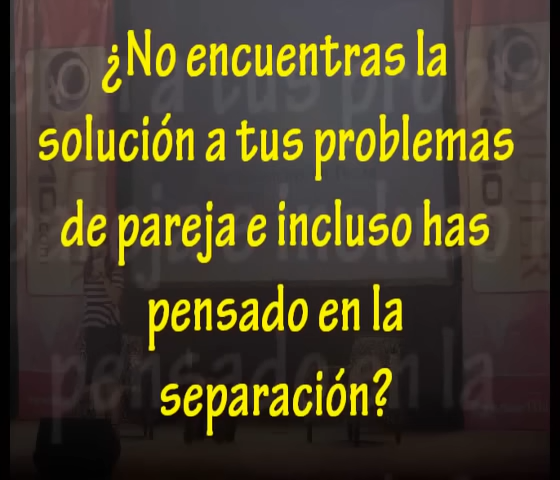 ¿No encuentras la
solución a tus problemas
de pareja e incluso has
pensado en la
separación?